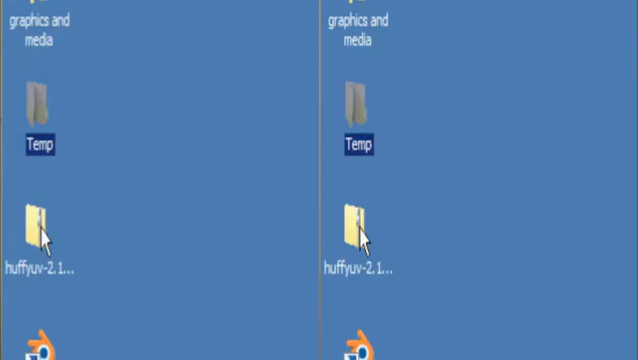 graphics and
media
Temp
huffyuv-2.1...
graphics and
media
Temp
huffyuv-2.1...